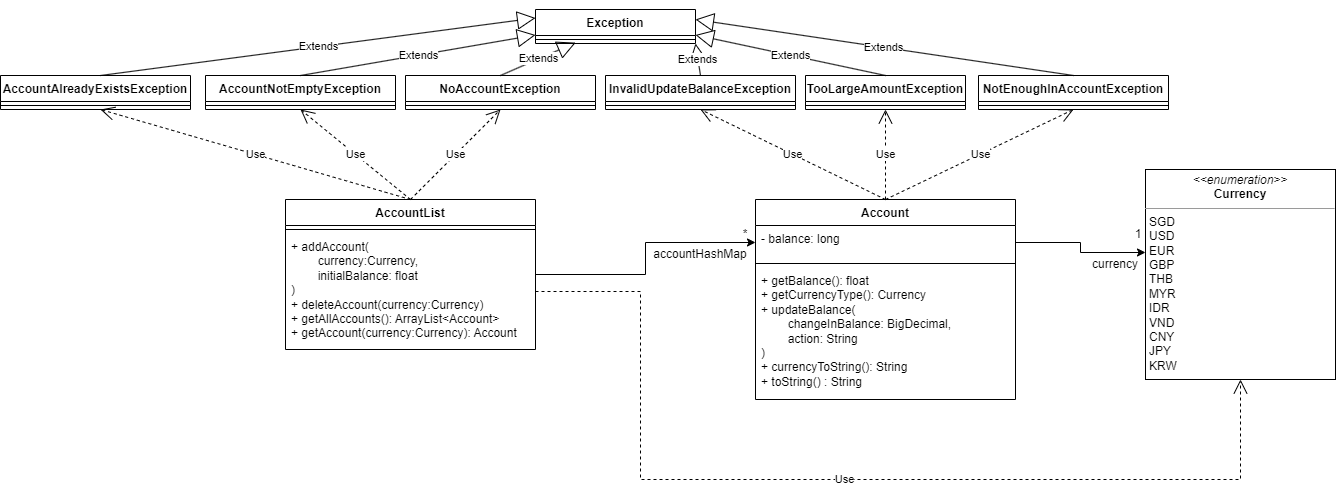 Exception
Extends
Extends
Extends
Extends
Extends
Extends
AccountAlreadyExistsException
AccountNotEmptyException
NoAccountException
InvalidUpdateBalanceException
TooLargeAmountException
NotEnoughInAccountException
Use
Use
Use
Use
Use
Use
AccountList
+ addAccount(
currency:Currency,
initialBalance: float
)
+ deleteAccount(currency:Currency)
+ getAllAccounts(): ArrayList<Account>
+ getAccount(currency:Currency): Account
*
accountHashMap
Account
- balance: long
+ getBalance(): float
+ getCurrencyType(): Currency
+ updateBalance(
changeInBalance: BigDecimal,
action: String
)
+ currencyToString(): String
+ toString() : String
1
currency
<<enumeration>>
Currency
SGD
USD
EUR
GBP
THB
MYR
IDR
VND
CNY
JPY
KRW
Use